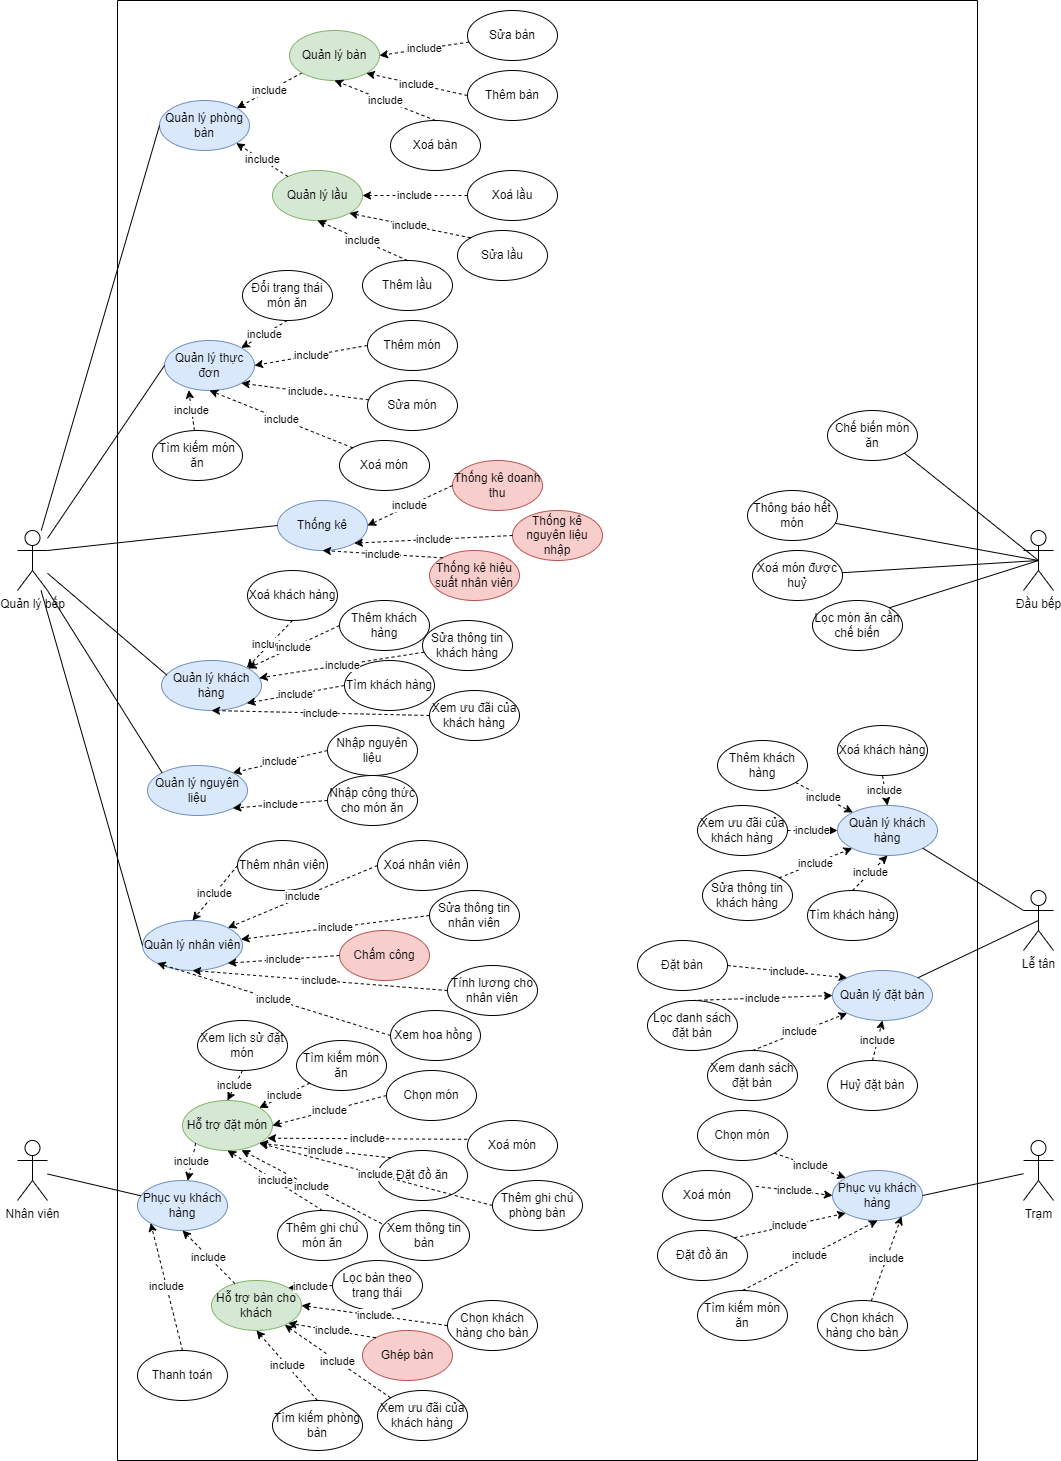 Sửa bàn
include
Quản lý bàn
include
Thêm bàn
include
Quản lý phòng
bàn
include
Xoá bàn
include
Quản lý lầu
include
Xoá lầu
include
Sửa lầu
include
Thêm lầu
Đổi trạng thái
món ăn
include
Thêm món
include
Quản lý thực
đơn
include
Sửa món
include
include
Tìm kiếm món
ăn
Xoá món
Thống kê doanh
thu
include
Thống kê
include
Thống kê
nguyên liệu
nhập
include
Thống kê hiệu
suất nhân viên
Quản lý bếp
Xoá khách hàng
Thêm khách
hàng
inclu
include
Sửa thông tin
khách hàng
include
Quản lý khách
hàng
include
Tìm khách hàng
include
Xem ưu đãi của
khách hàng
Nhập nguyên
liệu
include
Quản lý nguyên
liệu
include
Nhập công thức
cho món ăn
Thêm nhân viên
Xoá nhân viên
include
include
Sửa thông tin
nhân viên
include
Quản lý nhân viên
include
Chấm công
include
Tính lương cho
nhân viên
include
Xem hoa hồng
Xem lịch sử đặt
món
Tìm kiếm món
ăn
include
include
Chọn món
include
Hỗ trợ đặt món
include
Xoá món
include
include
include
Đặt đồ ăn
include
include
Thêm ghi chú
phòng bàn
Nhân viên
Phục vụ khách
hàng
Thêm ghi chú
món ăn
Xem thông tin
bàn
include
include
Lọc bàn theo
trạng thái
include
Hỗ trợ bàn cho
khách
include
Chọn khách
hàng cho bàn
include
Ghép bàn
include
include
Thanh toán
Tìm kiếm phòng
bàn
Xem ưu đãi của
khách hàng
Chế biến món
ăn
Thông báo hết
món
Xoá món được
huỷ
Lọc món ăn cần
chế biến
Đầu bếp
Xoá khách hàng
Thêm khách
hàng
include
include
Xem ưu đãi của
khách hàng
include
Quản lý khách
hàng
include
include
Sửa thông tin
khách hàng
Tìm khách hàng
Lễ tân
Đặt bàn
include
Quản lý đặt bàn
include
Lọc danh sách
đặt bàn
include
include
Xem danh sách
đặt bàn
Huỷ đặt bàn
Chọn món
include
Xoá món
include
Phục vụ khách
hàng
Trạm
include
Đặt đồ ăn
include
include
Tìm kiếm món
ăn
Chọn khách
hàng cho bàn